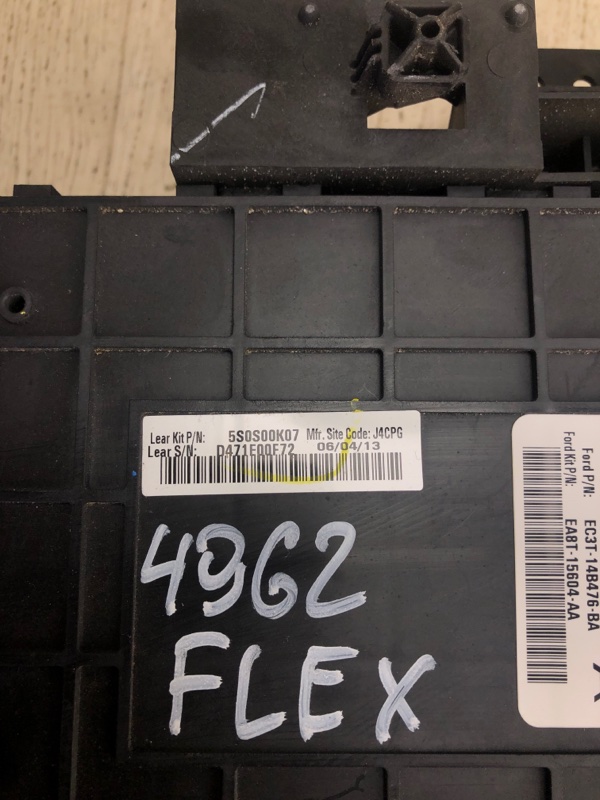 Lear Kit P/N: 5S0S00K07 Mfr. Site Code: J4CPG
Lear S/N: D471E00F72 06/04/13
4962
FLEX
Ford P/N: EC3T-14B476-BA
Ford Kit P/N: EA8T-15604-AA